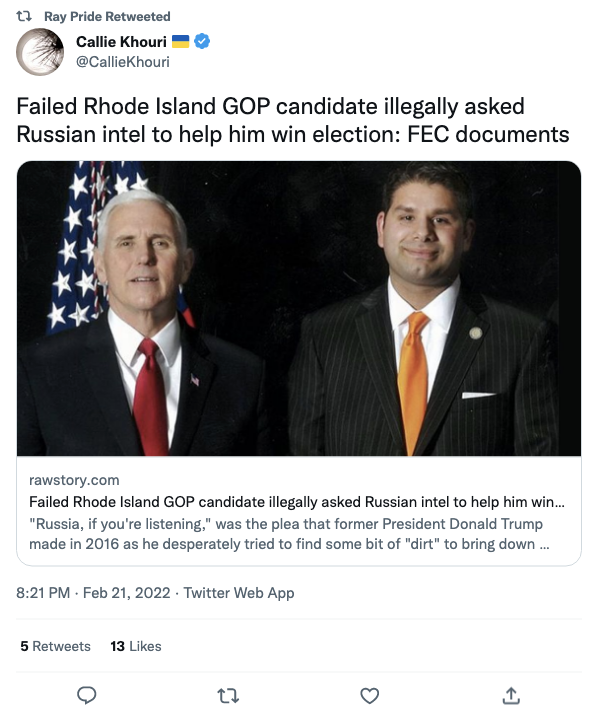 Ray Pride Retweeted
Callie Khouri
@CallieKhouri
Failed Rhode Island GOP candidate illegally asked
Russian intel to help him win election: FEC documents
rawstory.com
Failed Rhode Island GOP candidate illegally asked Russian intel to help him win...
"Russia, if you're listening," was the plea that former President Donald Trump
made in 2016 as he desperately tried to find some bit of "dirt" to bring down ...
8:21 PM · Feb 21, 2022 · Twitter Web App
5 Retweets 13 Likes